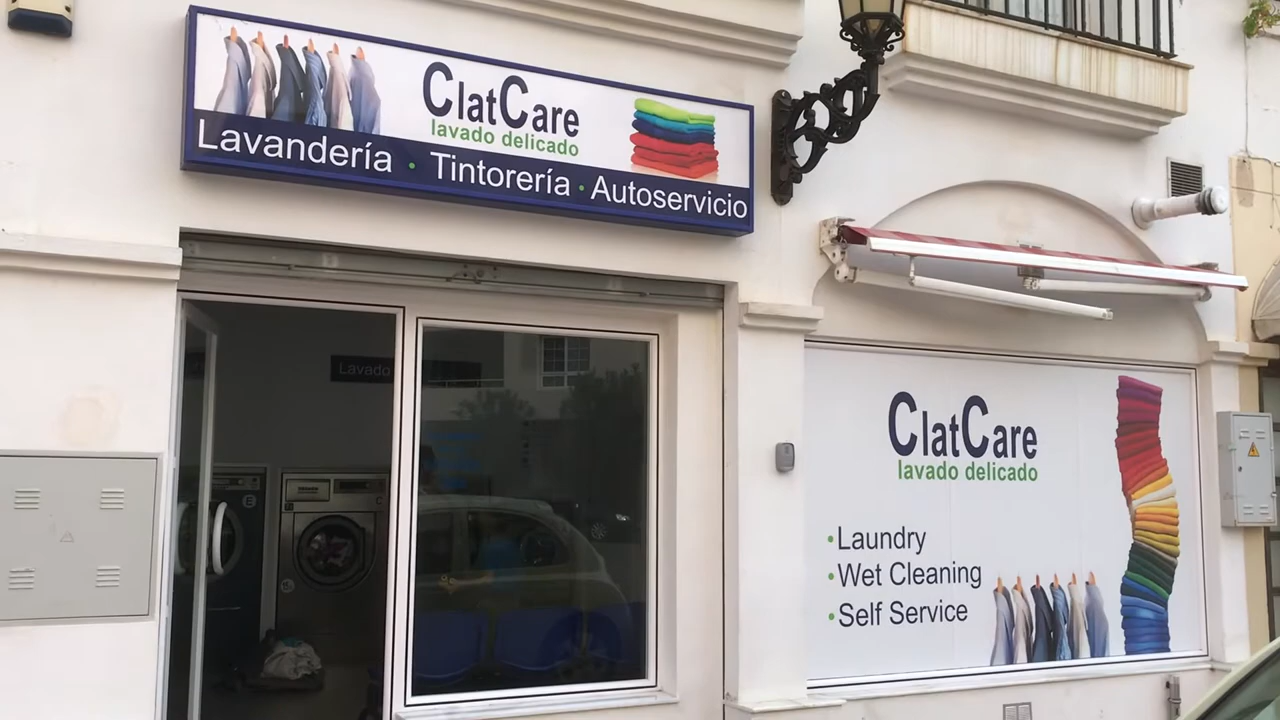 ClatCare
lavado delicado
Lavandería · Tintorería · Autoservicio
Lavado
E
ClatCare
lavado delicado
·Laundry
·Wet Cleaning
·Self Service